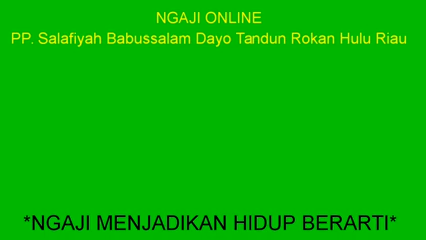 NGAJI ONLINE
PP. Salafiyah Babussalam Dayo Tandun Rokan Hulu Riau
*NGAJI MENJADIKAN HIDUP BERARTI*